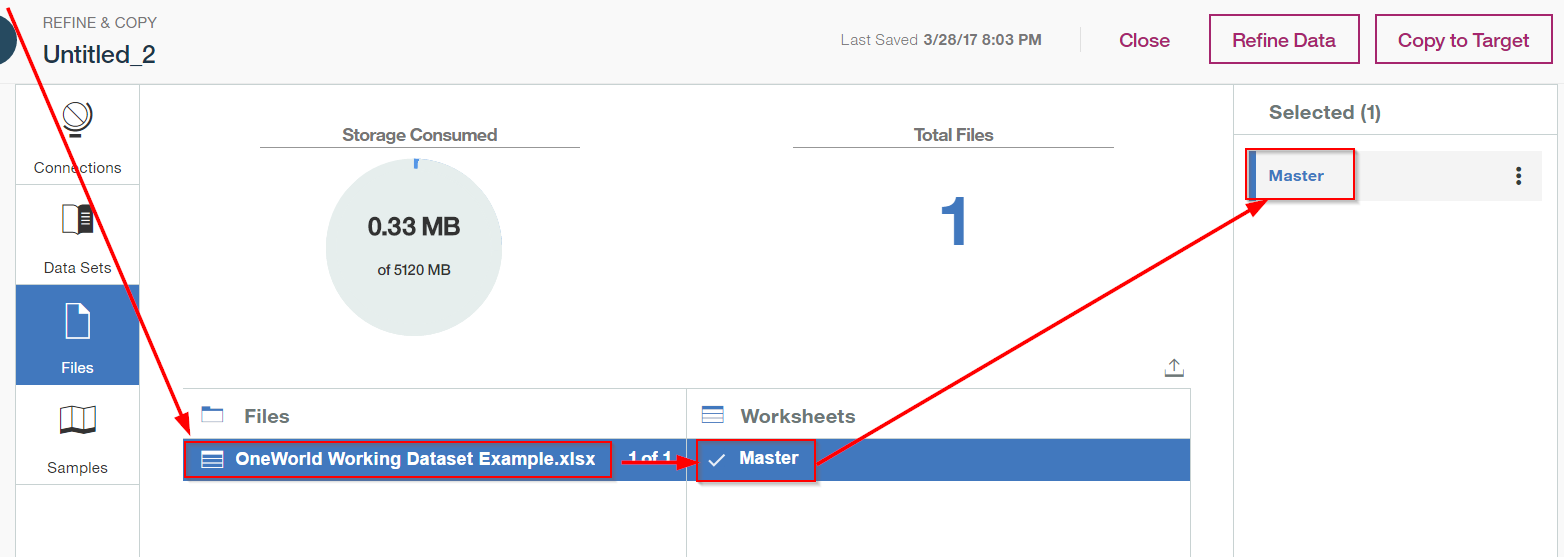 REFINE & COPY
Untitled_2
Last Saved 3/28/17 8:03 PM
Close
Refine Data
Copy to Target
Connections
Data Sets
Files
Samples
Storage Consumed
0.33 MB
of 5120 MB
Total Files
1
Files
Worksheets
OneWorld Working Dataset Example.xlsx
1 of 1
Master
Selected (1)
Master